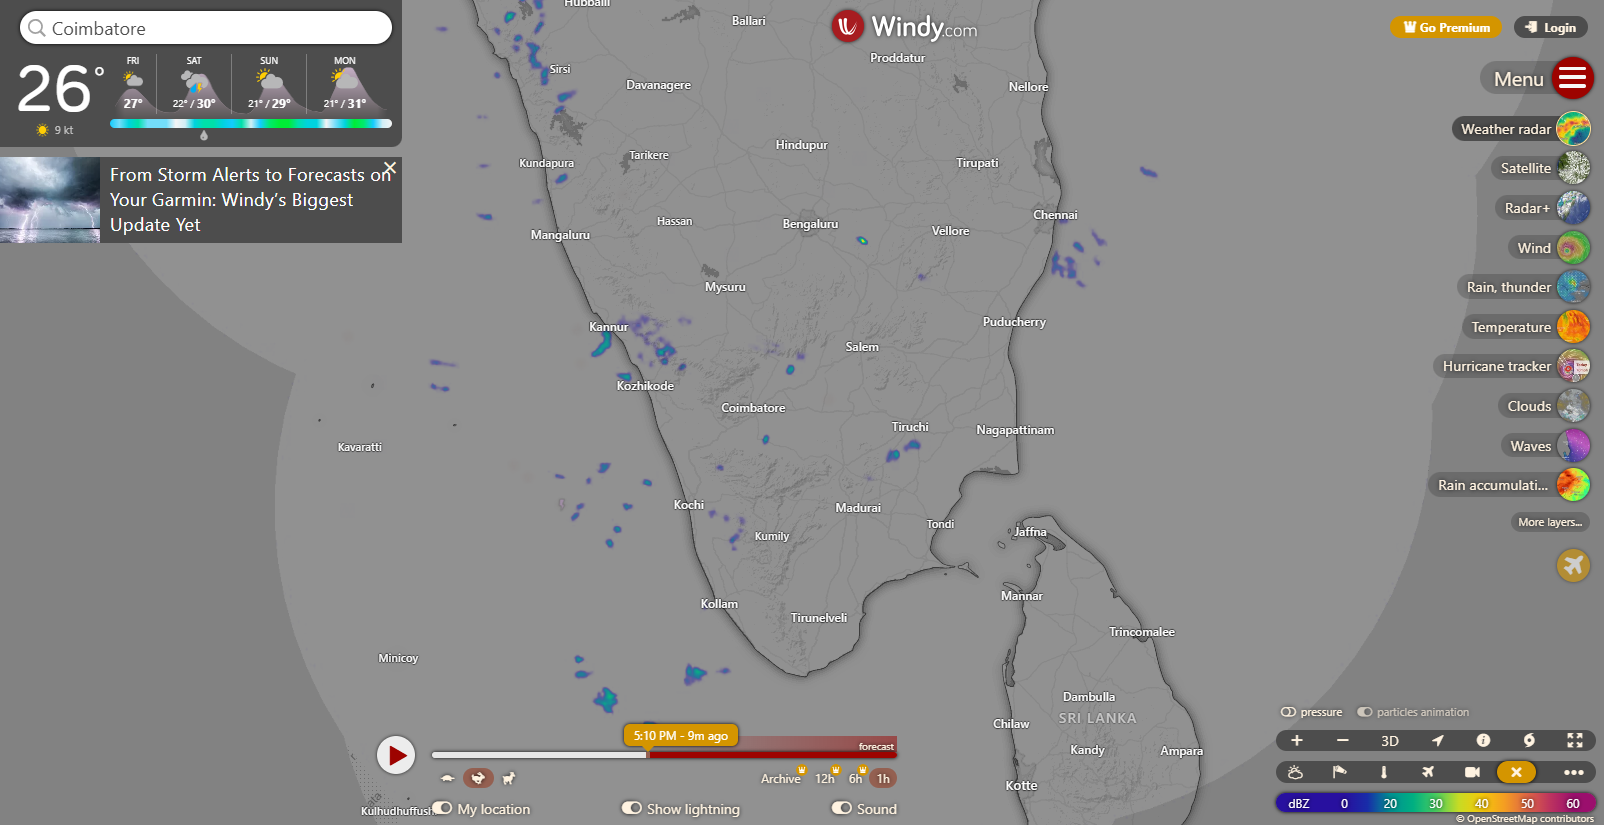 Coimbatore
26°
9 kt
FRI
27°
SAT
22° / 30°
SUN
21° / 29°
MON
21° / 31°
From Storm Alerts to Forecasts on
Your Garmin: Windy’s Biggest
Update Yet
Windy.com
Go Premium
Login
Menu
Weather radar
Satellite
Radar+
Wind
Rain, thunder
Temperature
Hurricane tracker
Clouds
Waves
Rain accumulati...
More layers...
Hubballi
Ballari
Proddatur
Sirsi
Davanagere
Nellore
Hindupur
Kundapura
Tarikere
Tirupati
Chennai
Hassan
Bengaluru
Vellore
Mangaluru
Mysuru
Kannur
Puducherry
Salem
Kozhikode
Coimbatore
Tiruchi
Nagapattinam
Kavaratti
Kochi
Madurai
Tondi
Kumily
Jaffna
Mannar
Kollam
Tirunelveli
Trincomalee
Minicoy
Dambulla
Chilaw
SRI LANKA
Kandy
Ampara
Kotte
Kulhudhuffush
5:10 PM - 9m ago
forecast
Archive
12h
6h
1h
My location
Show lightning
Sound
pressure
particles animation
3D
dBZ 0 20 30 40 50 60
© OpenStreetMap contributors